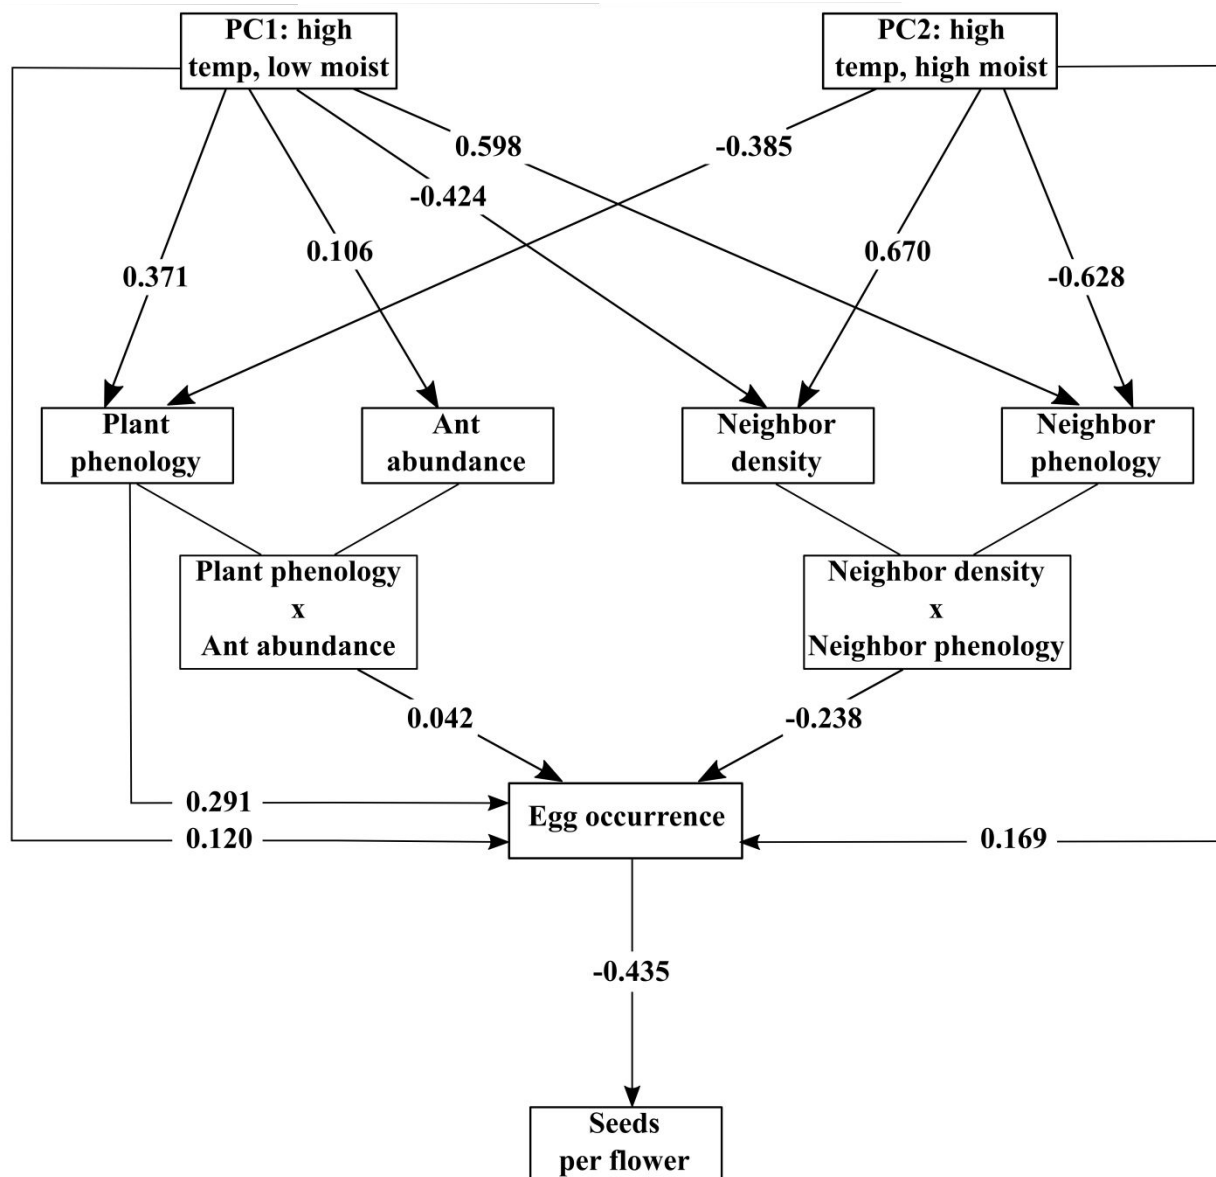 PC1: high
temp, low moist
PC2: high
temp, high moist
0.598
-0.385
-0.424
0.106
0.670
0.371
-0.628
Plant
phenology
Ant
abundance
Neighbor
density
Neighbor
phenology
Plant phenology
x
Ant abundance
Neighbor density
x
Neighbor phenology
0.042
-0.238
0.291
Egg occurrence
0.120
0.169
-0.435
Seeds
per flower